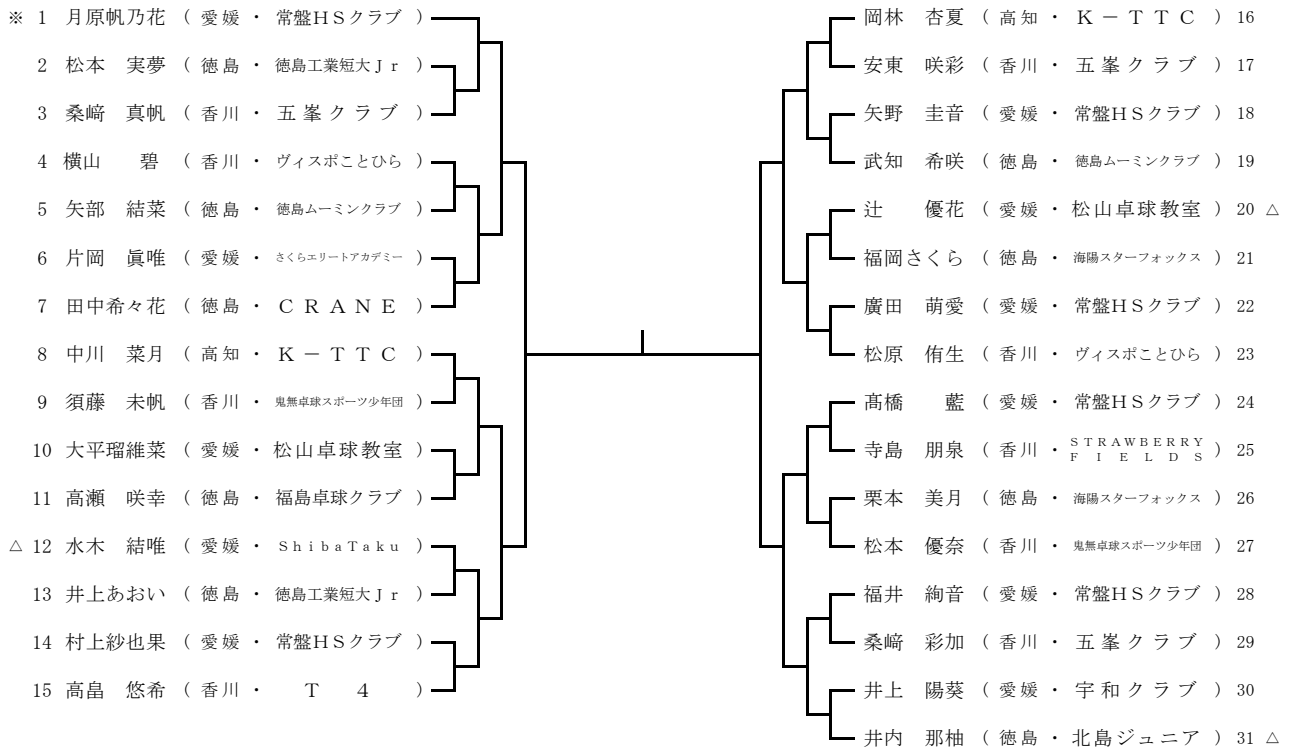 ※ 1 月原帆乃花 ( 愛媛 ・ 常盤HSクラブ )
2 松本 実夢 ( 徳島 ・ 徳島工業短大Jr )
3 桑﨑 真帆 ( 香川 ・ 五峯クラブ )
4 横山 碧 ( 香川 ・ ヴィスポことひら )
5 矢部 結菜 ( 徳島 ・ 徳島ムーミンクラブ )
6 片岡 眞唯 ( 愛媛 ・ さくらエリートアカデミー )
7 田中希々花 ( 徳島 ・ CRANE )
8 中川 菜月 ( 高知 ・ K－TTC )
9 須藤 未帆 ( 香川 ・ 鬼無卓球スポーツ少年団 )
10 大平瑠維菜 ( 愛媛 ・ 松山卓球教室 )
11 高瀬 咲幸 ( 徳島 ・ 福島卓球クラブ )
△ 12 水木 結唯 ( 愛媛 ・ ShibaTaku )
13 井上あおい ( 徳島 ・ 徳島工業短大Jr )
14 村上紗也果 ( 愛媛 ・ 常盤HSクラブ )
15 高畠 悠希 ( 香川 ・ T4 )
岡林 杏夏 ( 高知 ・ K－TTC ) 16
安東 咲彩 ( 香川 ・ 五峯クラブ ) 17
矢野 圭音 ( 愛媛 ・ 常盤HSクラブ ) 18
武知 希咲 ( 徳島 ・ 徳島ムーミンクラブ ) 19
辻 優花 ( 愛媛 ・ 松山卓球教室 ) 20 △
福岡さくら ( 徳島 ・ 海陽スターフォックス ) 21
廣田 萌愛 ( 愛媛 ・ 常盤HSクラブ ) 22
松原 侑生 ( 香川 ・ ヴィスポことひら ) 23
髙橋 藍 ( 愛媛 ・ 常盤HSクラブ ) 24
寺島 朋泉 ( 香川 ・ STRAWBERRY FIELDS ) 25
栗本 美月 ( 徳島 ・ 海陽スターフォックス ) 26
松本 優奈 ( 香川 ・ 鬼無卓球スポーツ少年団 ) 27
福井 絢音 ( 愛媛 ・ 常盤HSクラブ ) 28
桑﨑 彩加 ( 香川 ・ 五峯クラブ ) 29
井上 陽葵 ( 愛媛 ・ 宇和クラブ ) 30
井内 那柚 ( 徳島 ・ 北島ジュニア ) 31 △